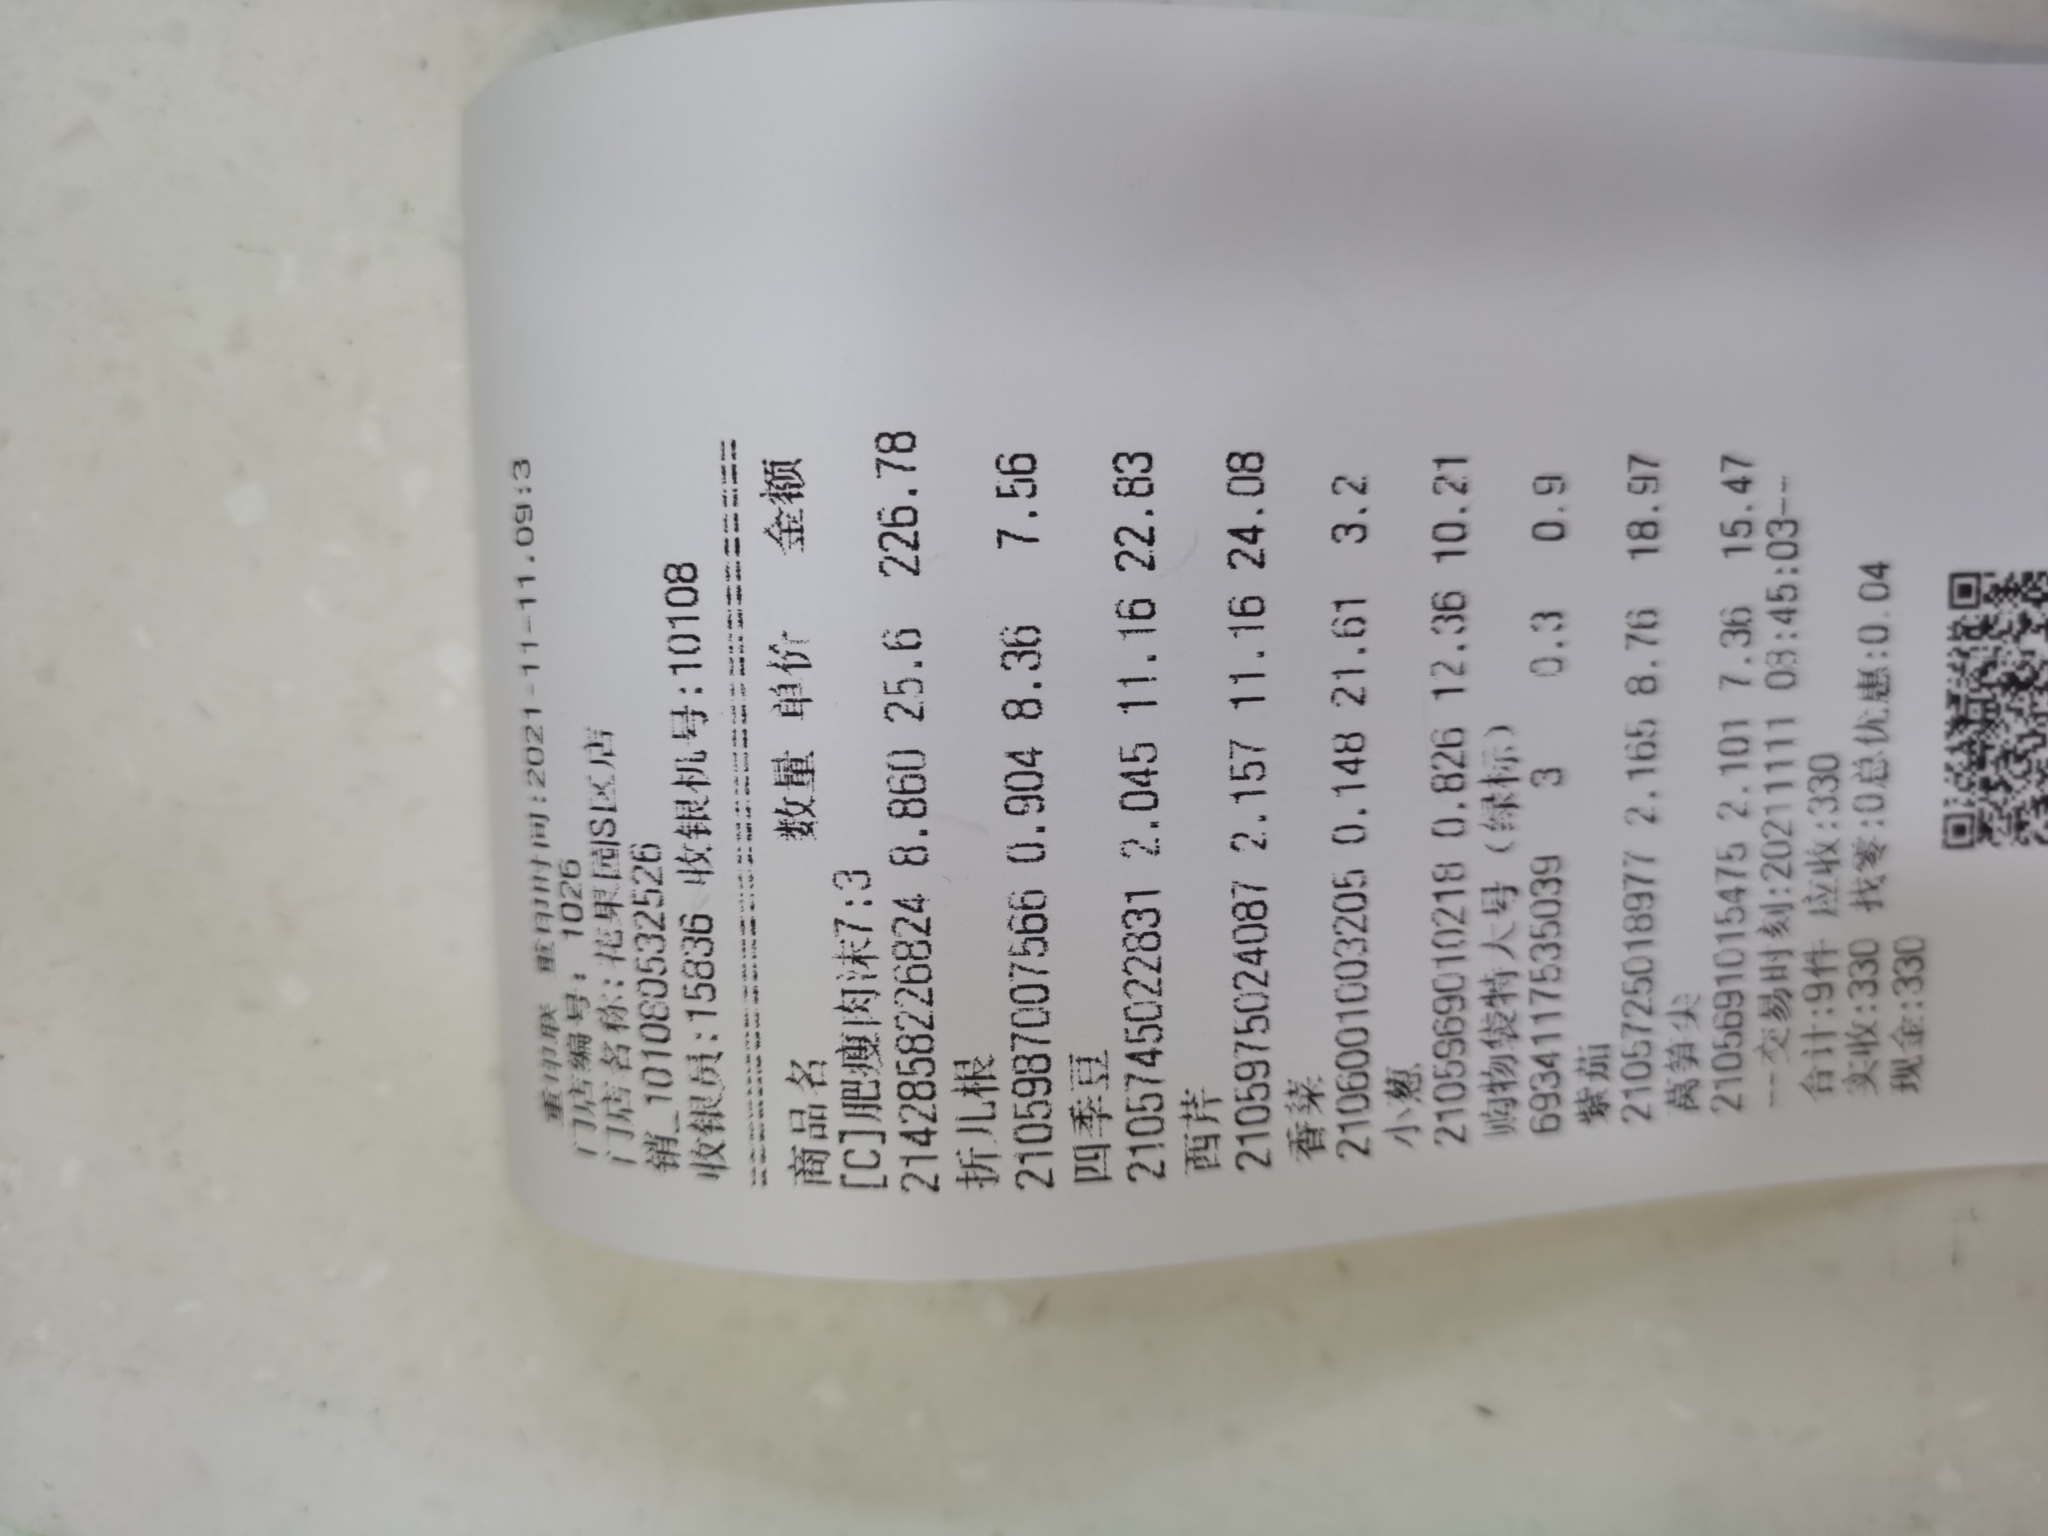 重印联 重印时间:2021-11-11.09:3
门店编号: 1026
门店名称:花果园S区店
销_1010805532526
收银员:15836 收银机号:10108
商品名 数量 单价 金额
[C]肥瘦肉沫7:3
2142858226824 8.860 25.6 226.78
折儿根
2105987007566 0.904 8.36 7.56
四季豆
2105745022831 2.045 11.16 22.83
西芹
2105975024087 2.157 11.16 24.08
香菜
2106001003205 0.148 21.61 3.2
小葱
2105969010218 0.826 12.36 10.21
购物袋特大号(绿标)
6934117535039 3 0.3 0.9
紫茄
2105725018977 2.165 8.76 18.97
莴笋尖
2105691015475 2.101 7.36 15.47
---交易时刻:20211111 08:45:03---
合计:9件 应收:330
实收:330 找零:0总优惠:0.04
现金:330